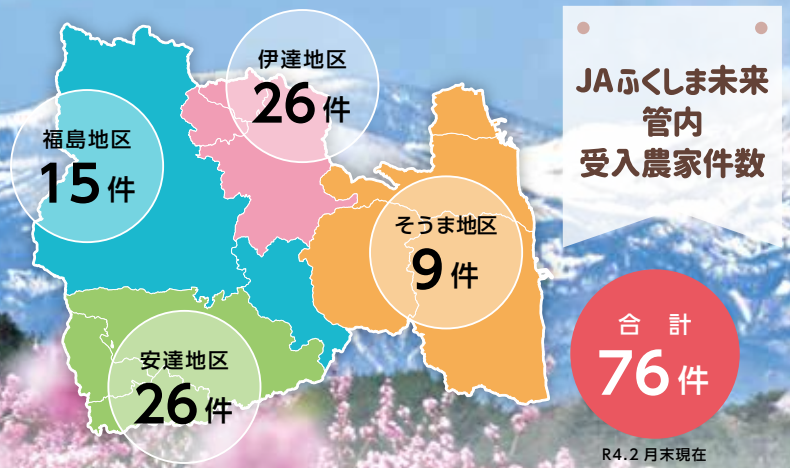 JAふくしま未来
管内
受入農家件数
伊達地区
26件
福島地区
15件
そうま地区
9件
安達地区
26件
合 計
76件
R4.2月末現在